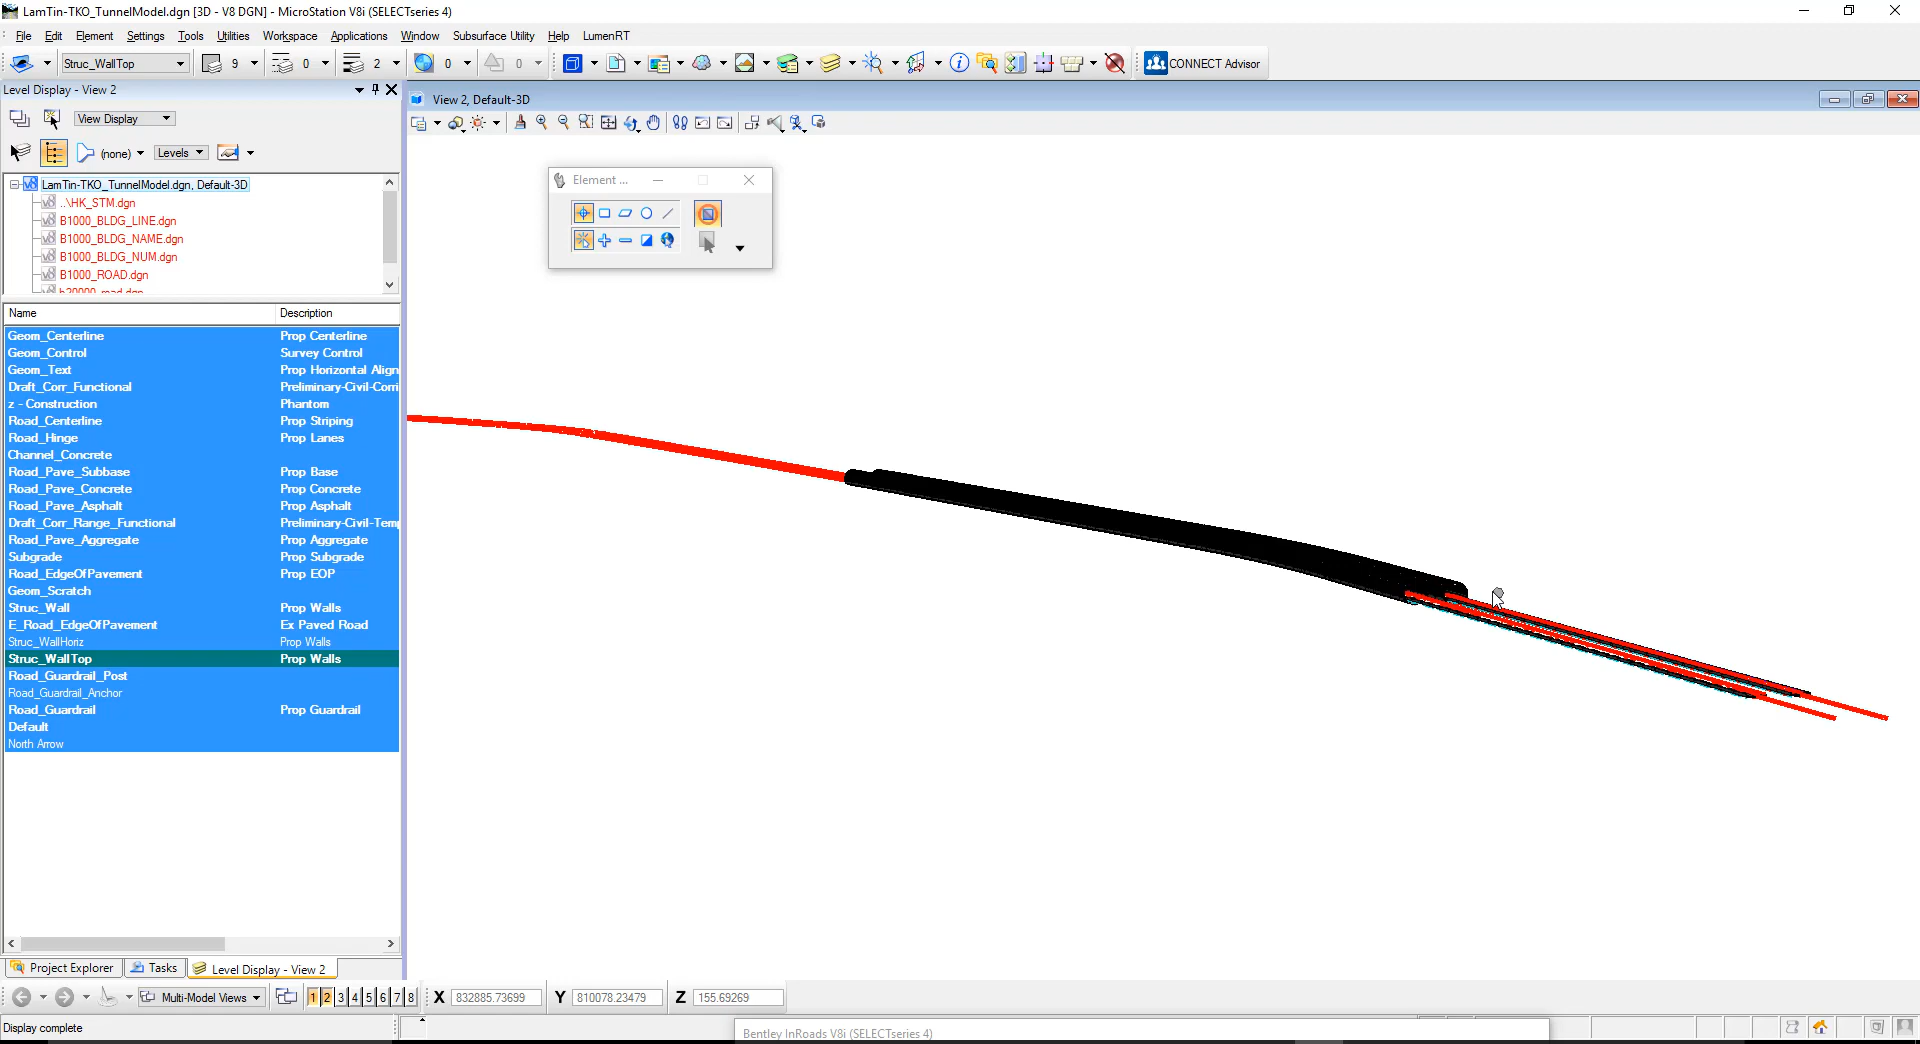 LamTin-TKO_TunnelModel.dgn [3D - V8 DGN] - MicroStation V8i (SELECTseries 4)
File Edit Element Settings Tools Utilities Workspace Applications Window Subsurface Utility Help LumenRT
Struc_WallTop 9 0 2 0 0 CONNECT Advisor
Level Display - View 2
View 2, Default-3D
View Display
(none) Levels
LamTin-TKO_TunnelModel.dgn, Default-3D
..\HK_STM.dgn
B1000_BLDG_LINE.dgn
B1000_BLDG_NAME.dgn
B1000_BLDG_NUM.dgn
B1000_ROAD.dgn
b20000_road.dgn
Element ...
Name Description
Geom_Centerline Prop Centerline
Geom_Control Survey Control
Geom_Text Prop Horizontal Align
Draft_Corr_Functional Preliminary-Civil-Corri
z - Construction Phantom
Road_Centerline Prop Striping
Road_Hinge Prop Lanes
Channel_Concrete
Road_Pave_Subbase Prop Base
Road_Pave_Concrete Prop Concrete
Road_Pave_Asphalt Prop Asphalt
Draft_Corr_Range_Functional Preliminary-Civil-Temp
Road_Pave_Aggregate Prop Aggregate
Subgrade Prop Subgrade
Road_EdgeOfPavement Prop EOP
Geom_Scratch
Struc_Wall Prop Walls
E_Road_EdgeOfPavement Ex Paved Road
Struc_WallHoriz Prop Walls
Struc_WallTop Prop Walls
Road_Guardrail_Post
Road_Guardrail_Anchor
Road_Guardrail Prop Guardrail
Default
North Arrow
Project Explorer Tasks Level Display - View 2
Multi-Model Views 1 2 3 4 5 6 7 8 X 832885.73699 Y 810078.23479 Z 155.69269
Display complete
Bentley InRoads V8i (SELECTseries 4)